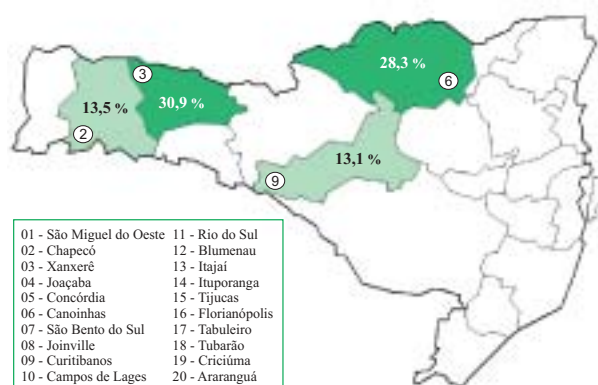 28,3 %
6
3
30,9 %
13,5 %
2
13,1 %
9
01 - São Miguel do Oeste 11 - Rio do Sul
02 - Chapecó 12 - Blumenau
03 - Xanxerê 13 - Itajaí
04 - Joaçaba 14 - Ituporanga
05 - Concórdia 15 - Tijucas
06 - Canoinhas 16 - Florianópolis
07 - São Bento do Sul 17 - Tabuleiro
08 - Joinville 18 - Tubarão
09 - Curitibanos 19 - Criciúma
10 - Campos de Lages 20 - Araranguá